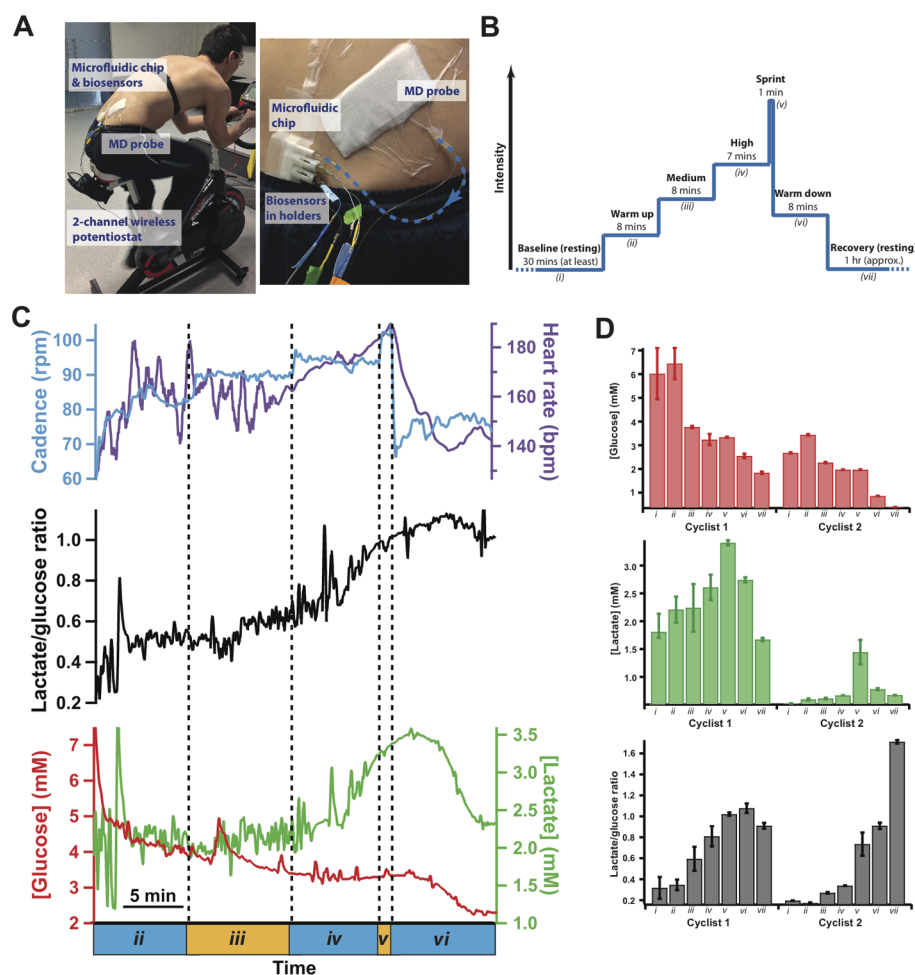 A
Microfluidic chip
& biosensors
MD probe
2-channel wireless
potentiostat
MD probe
Microfluidic
chip
Biosensors
in holders
B
Intensity
Baseline (resting)
30 mins (at least)
(i)
Warm up
8 mins
(ii)
Medium
8 mins
(iii)
High
7 mins
(iv)
Sprint
1 min
(v)
Warm down
8 mins
(vi)
Recovery (resting)
1 hr (approx.)
(vii)
C
Cadence (rpm)
100
90
80
70
60
Heart rate (bpm)
180
160
140
Lactate/glucose ratio
1.0
0.8
0.6
0.4
0.2
[Glucose] (mM)
7
6
5
4
3
2
[Lactate] (mM)
3.5
3.0
2.5
2.0
1.5
1.0
5 min
ii iii iv v vi
Time
D
[Glucose] (mM)
7
6
5
4
3
2
1
i ii iii iv v vi vii i ii iii iv v vi vii
Cyclist 1 Cyclist 2
[Lactate] (mM)
3.0
2.5
2.0
1.5
1.0
i ii iii iv v vi vii i ii iii iv v vi vii
Cyclist 1 Cyclist 2
Lactate/glucose ratio
1.6
1.4
1.2
1.0
0.8
0.6
0.4
0.2
i ii iii iv v vi vii i ii iii iv v vi vii
Cyclist 1 Cyclist 2